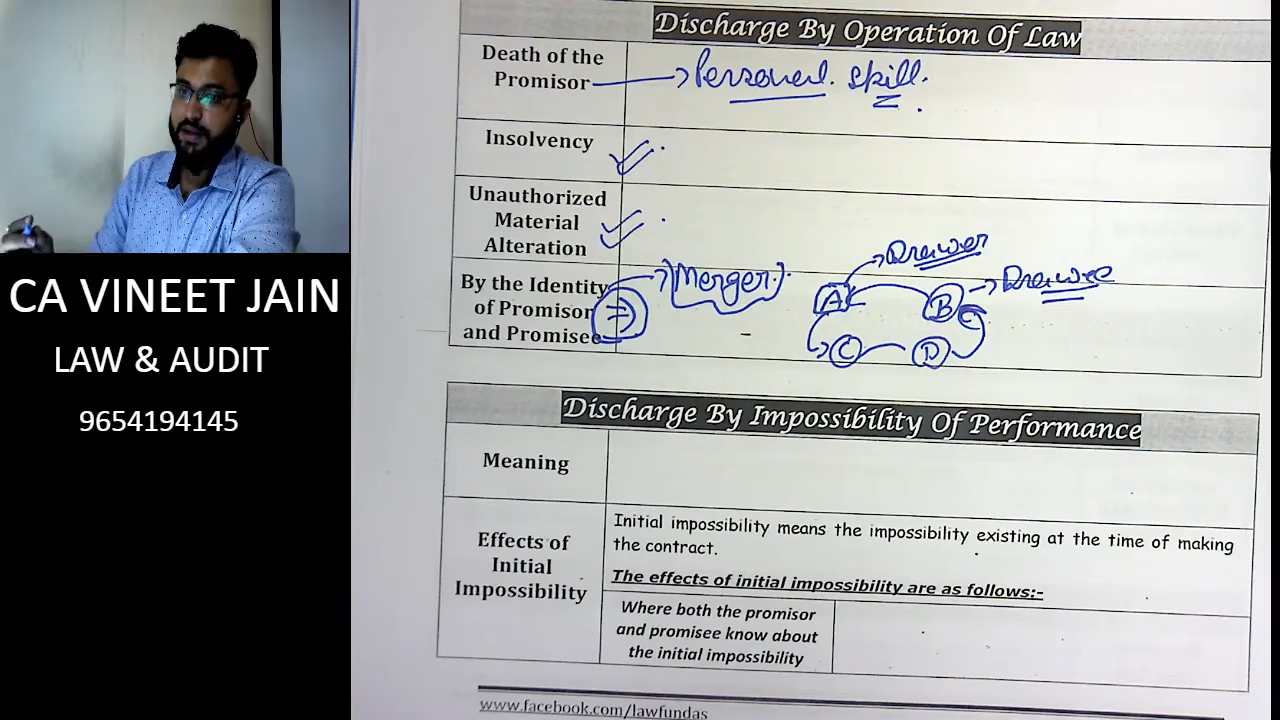 CA VINEET JAIN
LAW & AUDIT
9654194145
Discharge By Operation Of Law
Death of the
Promisor
Personal skill.
Insolvency
Unauthorized
Material
Alteration
By the Identity
of Promisor
and Promisee
(Merger)
Drawer
Drawee
A
B
C
D
Discharge By Impossibility Of Performance
Meaning
Effects of
Initial
Impossibility
Initial impossibility means the impossibility existing at the time of making
the contract.
The effects of initial impossibility are as follows:-
Where both the promisor
and promisee know about
the initial impossibility
www.facebook.com/lawfundas